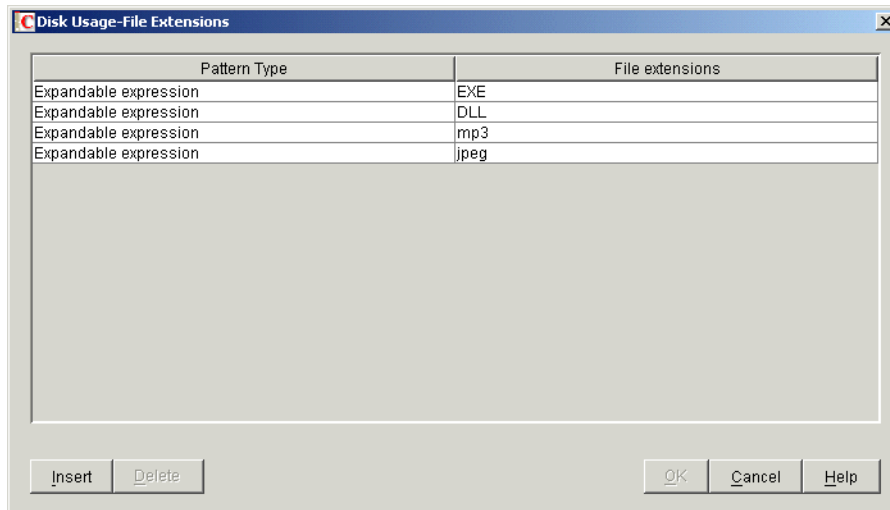 C Disk Usage-File Extensions
Pattern Type File extensions
Expandable expression EXE
Expandable expression DLL
Expandable expression mp3
Expandable expression jpeg
Insert Delete OK Cancel Help